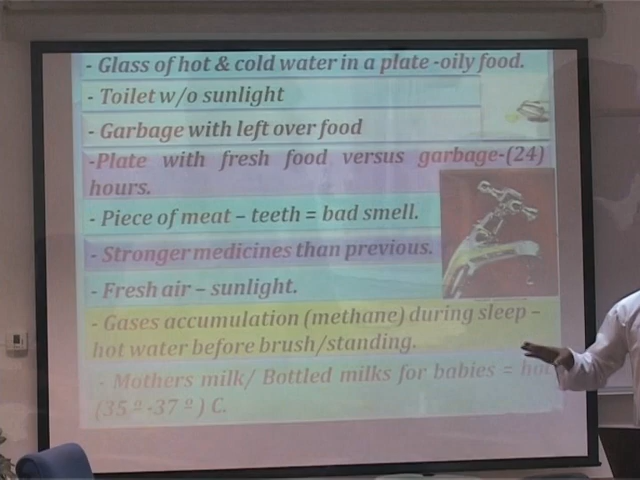 - Glass of hot & cold water in a plate -oily food.
- Toilet w/o sunlight
- Garbage with left over food
-Plate with fresh food versus garbage-(24)
hours.
- Piece of meat – teeth = bad smell.
- Stronger medicines than previous.
- Fresh air – sunlight.
- Gases accumulation (methane) during sleep –
hot water before brush/standing.
- Mothers milk/ Bottled milks for babies =
(35 º -37 º ) C.